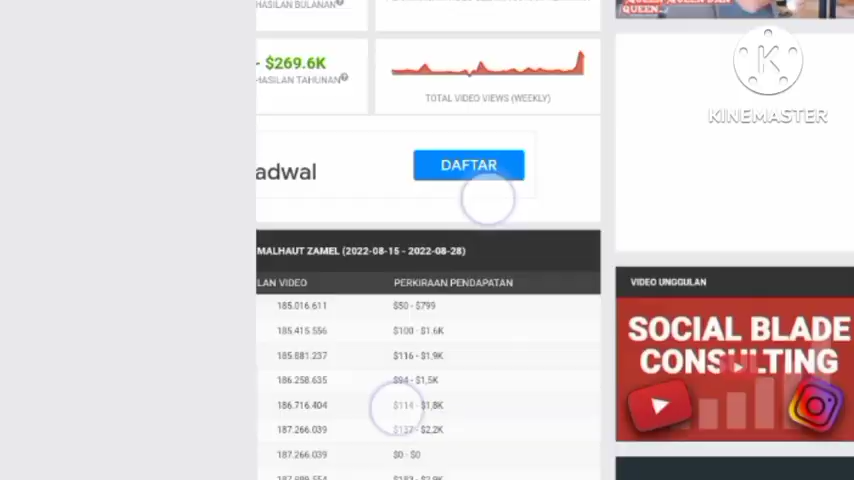 HASILAN BULANAN
QUEEN...
- $269.6K
HASILAN TAHUNAN
TOTAL VIDEO VIEWS (WEEKLY)
K
KINEMASTER
adwal
DAFTAR
MALHAUT ZAMEL (2022-08-15 - 2022-08-28)
LAN VIDEO PERKIRAAN PENDAPATAN
185.016.611 $50 - $799
185.415.556 $100 - $1.6K
185.881.237 $116 - $1,9K
186.258.635 $94 - $1,5K
186.716.404 $114 - $1,8K
187.266.039 $137 - $2,2K
187.266.039 $0 - $0
VIDEO UNGGULAN
SOCIAL BLADE
CONSULTING